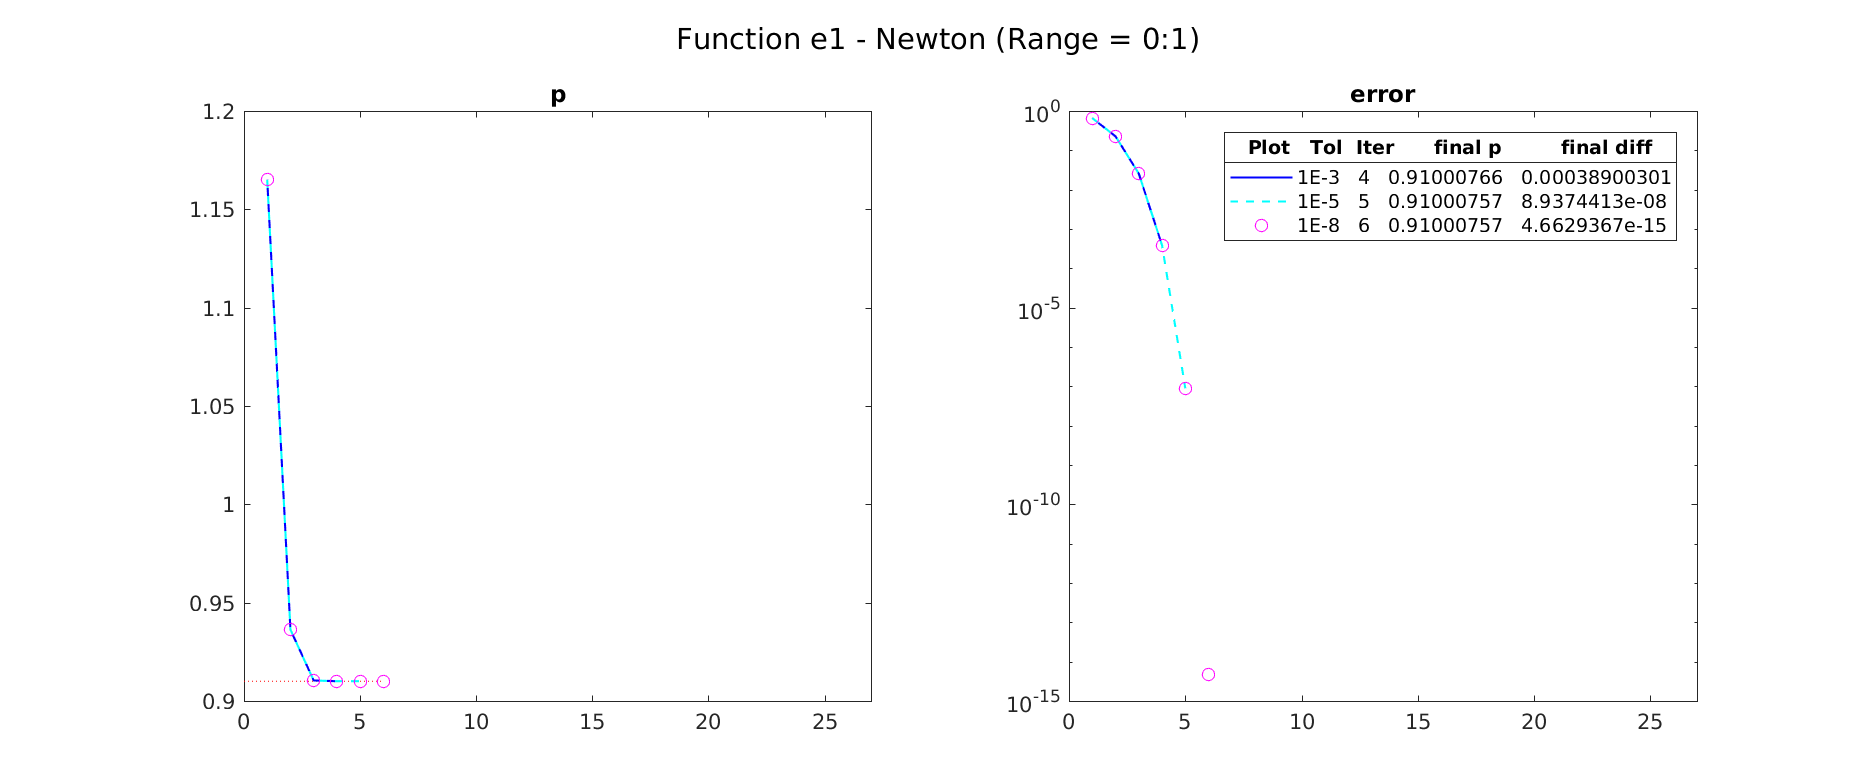 Function e1 - Newton (Range = 0:1)
p
1.2
1.15
1.1
1.05
1
0.95
0.9
0 5 10 15 20 25
error
10^0
10^-5
10^-10
10^-15
0 5 10 15 20 25
Plot Tol Iter final p final diff
1E-3 4 0.91000766 0.00038900301
1E-5 5 0.91000757 8.9374413e-08
1E-8 6 0.91000757 4.6629367e-15